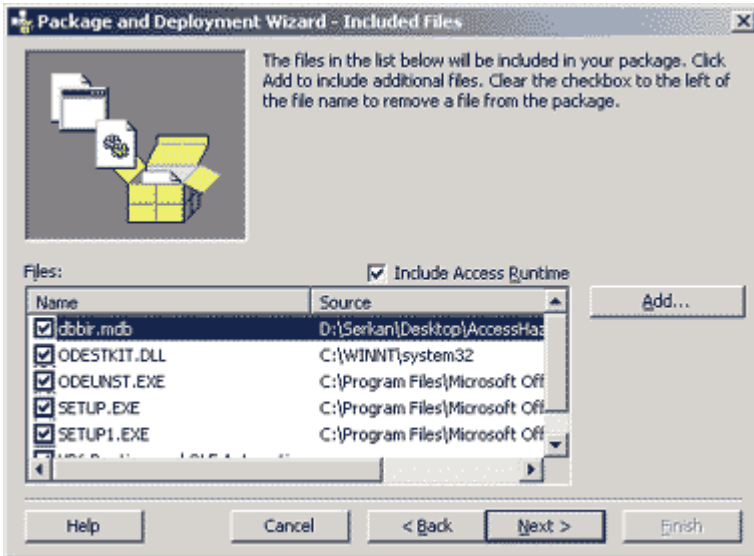 Package and Deployment Wizard - Included Files
The files in the list below will be included in your package. Click
Add to include additional files. Clear the checkbox to the left of
the file name to remove a file from the package.
Files:
Include Access Runtime
Name Source
Add...
dbbir.mdb D:\Serkan\Desktop\AccessHaz
ODESTKIT.DLL C:\WINNT\system32
ODEUNST.EXE C:\Program Files\Microsoft Off
SETUP.EXE C:\Program Files\Microsoft Off
SETUP1.EXE C:\Program Files\Microsoft Off
Help Cancel < Back Next > Finish